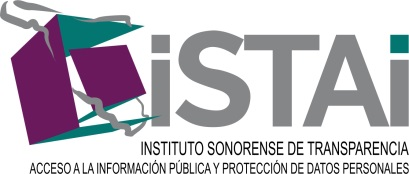 iSTAi
INSTITUTO SONORENSE DE TRANSPARENCIA
ACCESO A LA INFORMACIÓN PÚBLICA Y PROTECCIÓN DE DATOS PERSONALES